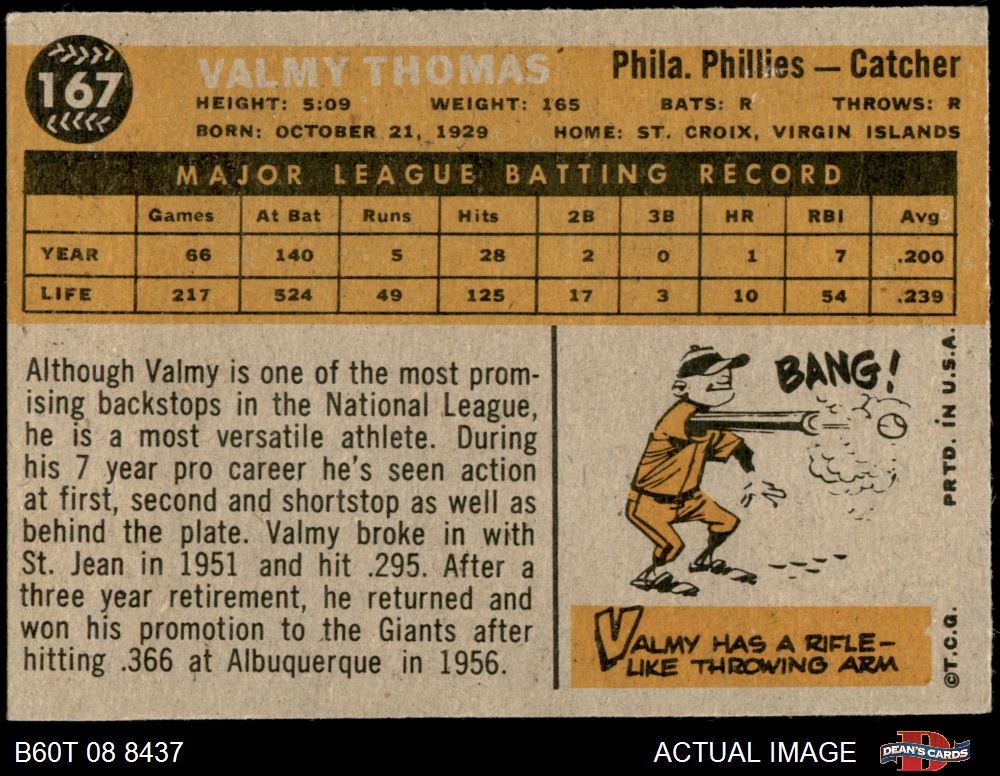 167
VALMY THOMAS
Phila. Phillies — Catcher
HEIGHT: 5:09 WEIGHT: 165 BATS: R THROWS: R
BORN: OCTOBER 21, 1929 HOME: ST. CROIX, VIRGIN ISLANDS
MAJOR LEAGUE BATTING RECORD
Games At Bat Runs Hits 2B 3B HR RBI Avg
YEAR 66 140 5 28 2 0 1 7 .200
LIFE 217 524 49 125 17 3 10 54 .239
Although Valmy is one of the most prom-
ising backstops in the National League,
he is a most versatile athlete. During
his 7 year pro career he's seen action
at first, second and shortstop as well as
behind the plate. Valmy broke in with
St. Jean in 1951 and hit .295. After a
three year retirement, he returned and
won his promotion to the Giants after
hitting .366 at Albuquerque in 1956.
BANG!
VALMY HAS A RIFLE-
LIKE THROWING ARM
©T.C.G. PRTD. IN U.S.A.
B60T 08 8437
ACTUAL IMAGE
DEAN'S CARDS